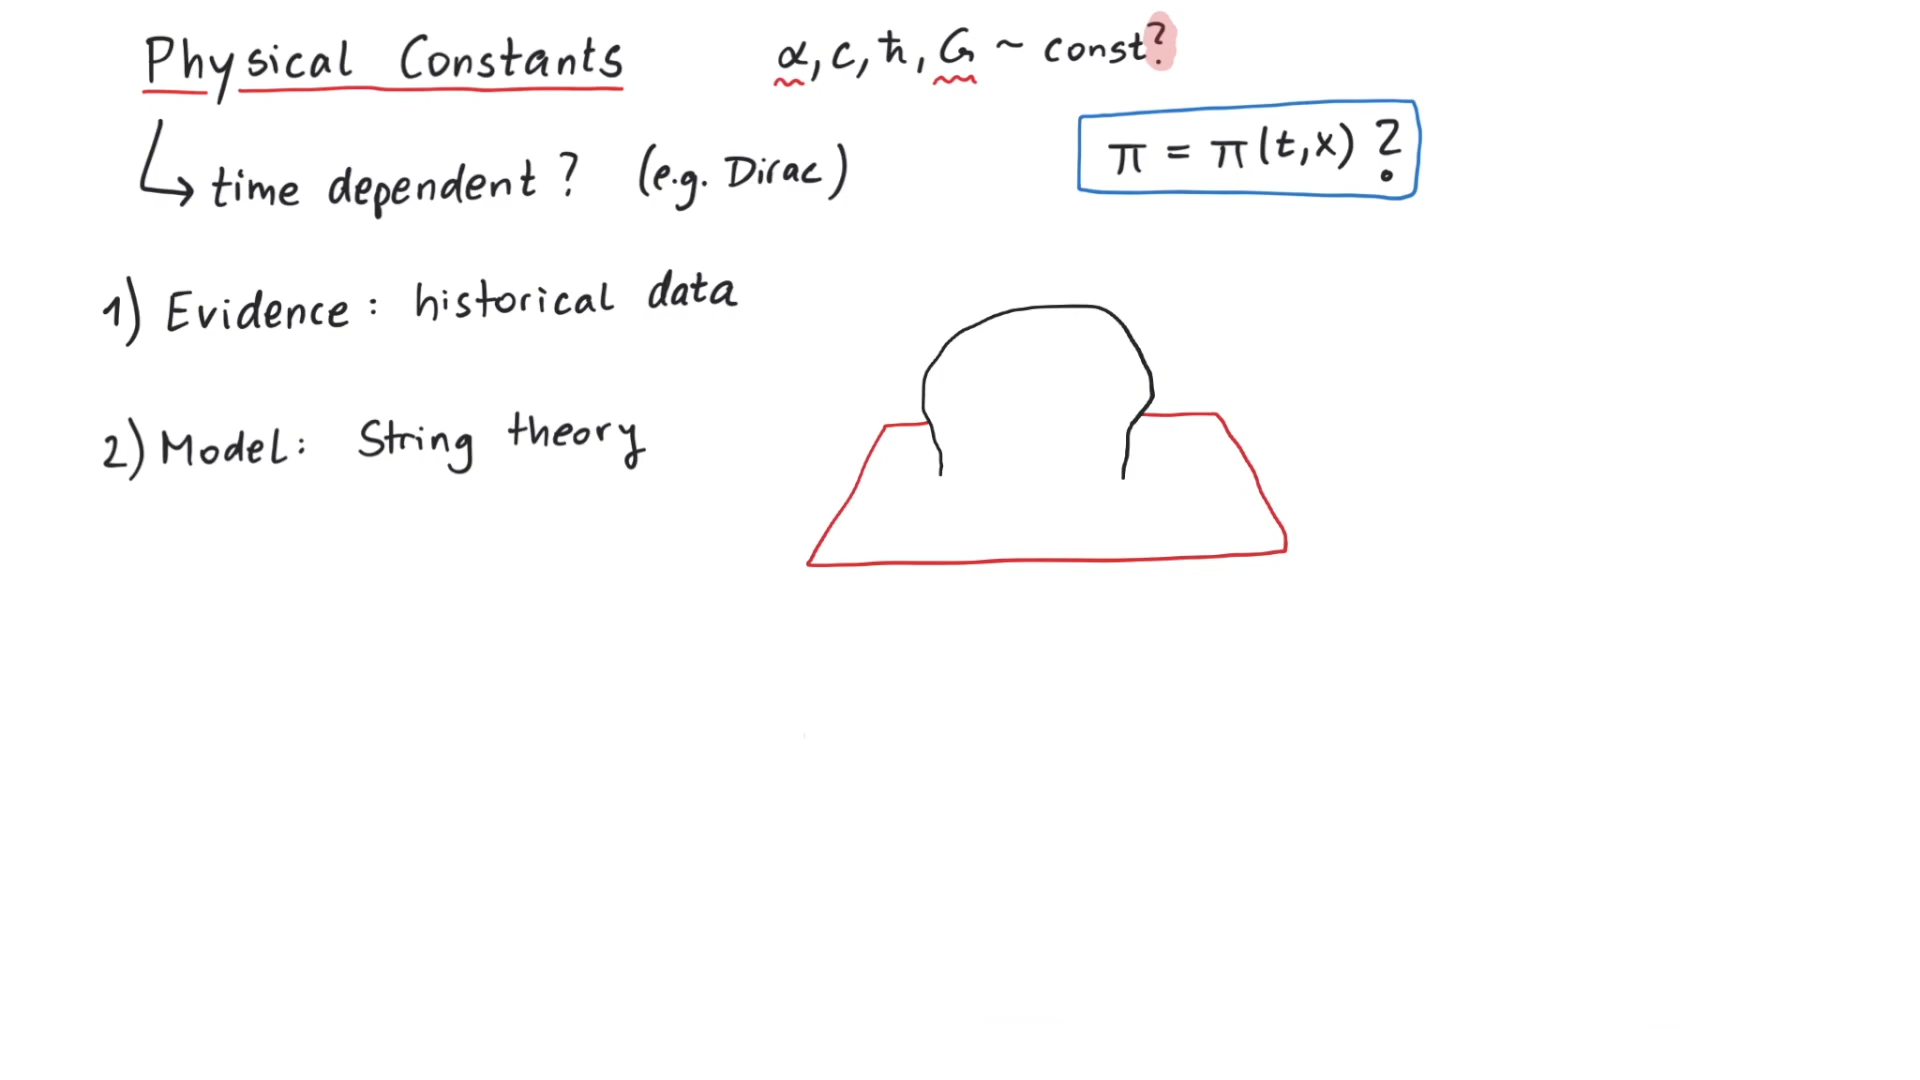 Physical Constants
α, c, ħ, G ~ const?
time dependent? (e.g. Dirac)
π = π(t,x) ?
1) Evidence: historical data
2) Model: String theory